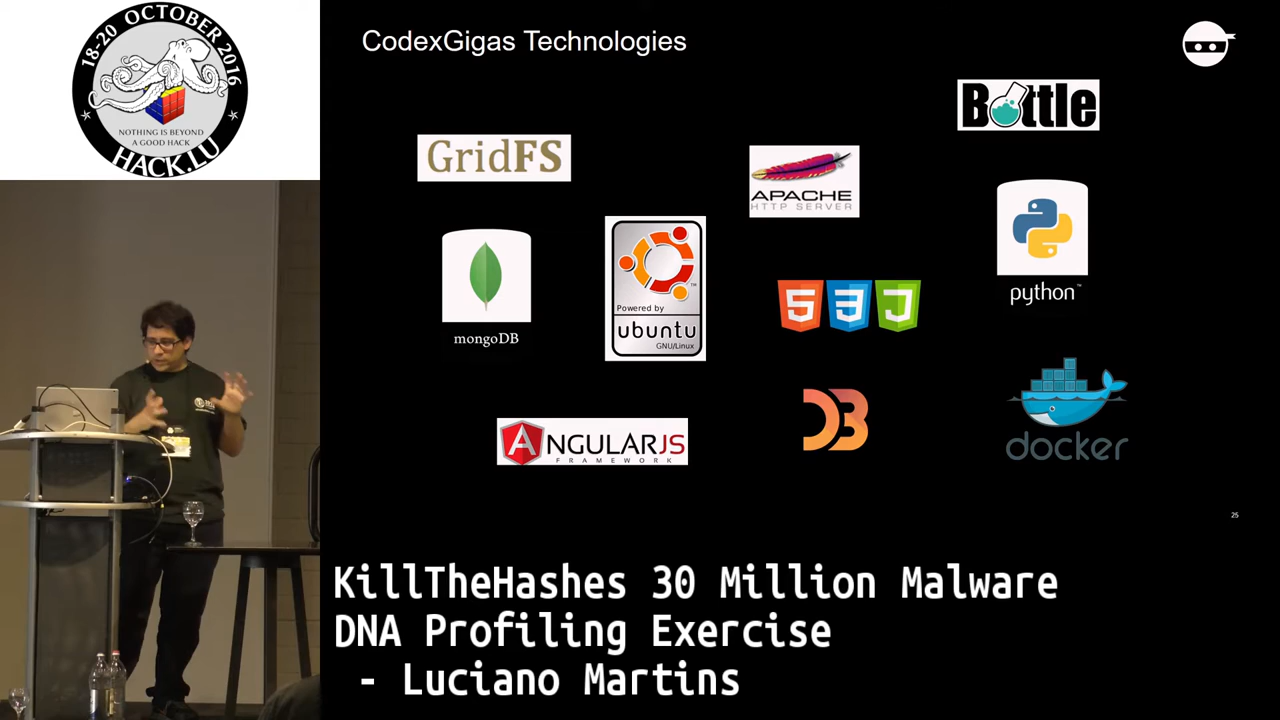 18-20 OCTOBER 2016
NOTHING IS BEYOND
A GOOD HACK
HACK.LU
CodexGigas Technologies
Bottle
GridFS
APACHE
HTTP SERVER
mongoDB
Powered by
ubuntu
GNU/Linux
TM
python
ANGULARJS
FRAMEWORK
D3
docker
25
KillTheHashes 30 Million Malware
DNA Profiling Exercise
- Luciano Martins